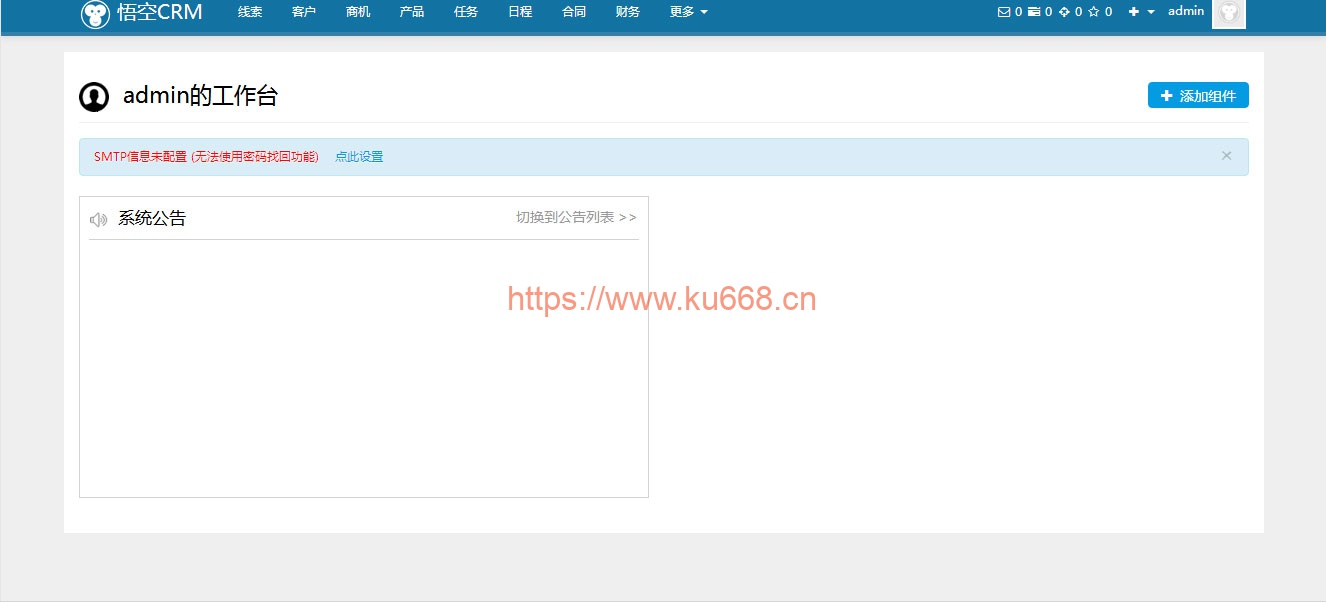 悟空CRM 线索 客户 商机 产品 任务 日程 合同 财务 更多 0 0 0 0 admin
admin的工作台 添加组件
SMTP信息未配置 (无法使用密码找回功能) 点此设置 ×
系统公告 切换到公告列表 >>
https://www.ku668.cn